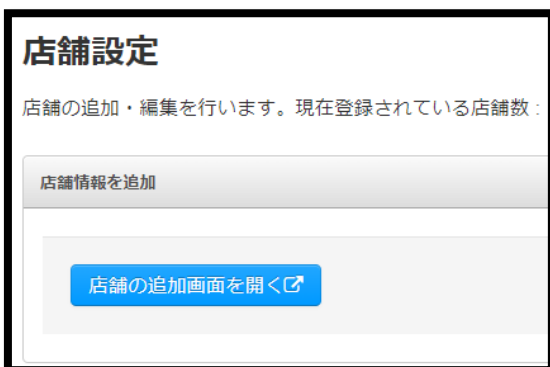 店舗設定
店舗の追加・編集を行います。現在登録されている店舗数 :
店舗情報を追加
店舗の追加画面を開く